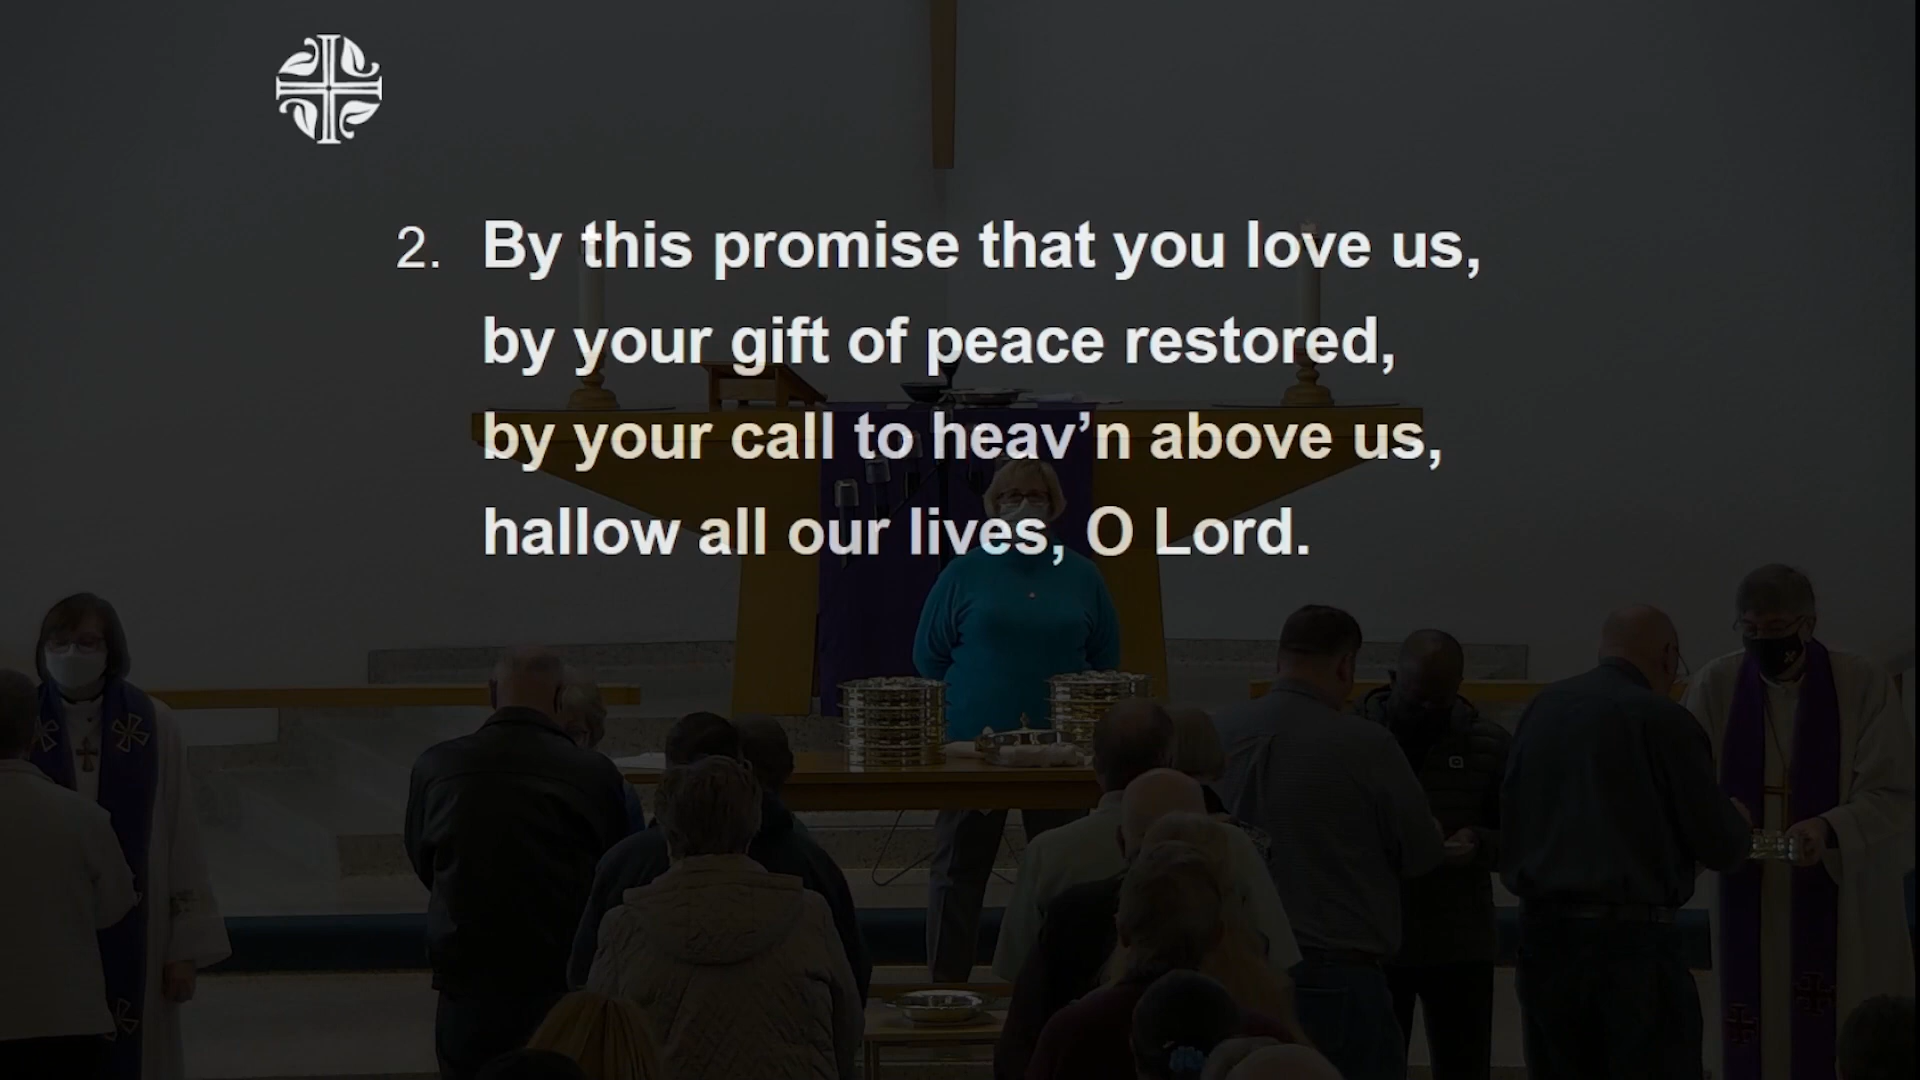 2. By this promise that you love us,
by your gift of peace restored,
by your call to heav’n above us,
hallow all our lives, O Lord.